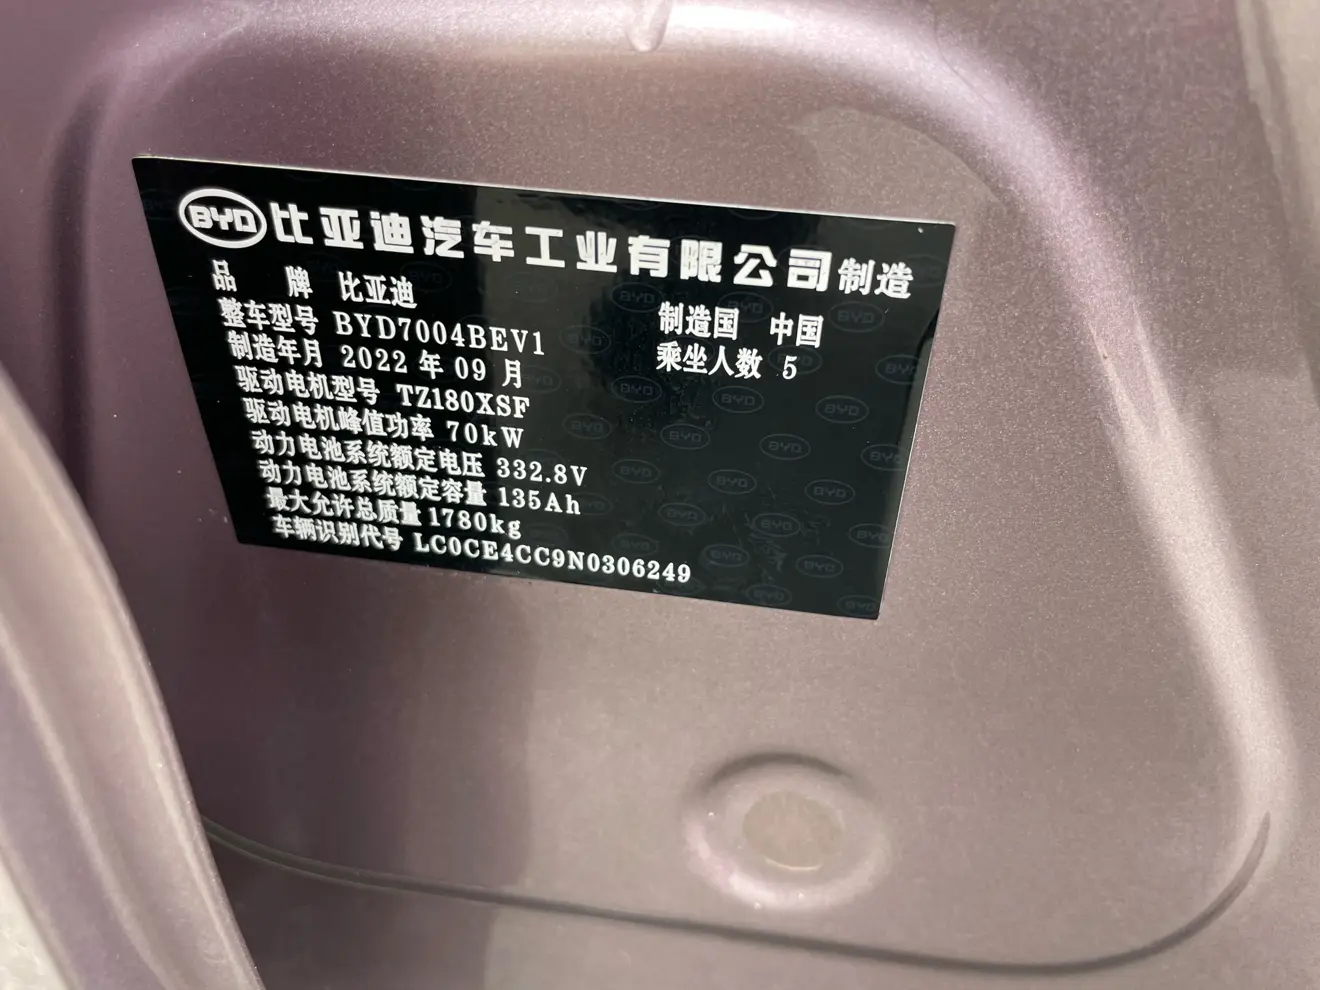 BYD 比亚迪汽车工业有限公司制造
品 牌 比亚迪
制造国 中国
整车型号 BYD7004BEV1
乘坐人数 5
制造年月 2022 年 09 月
驱动电机型号 TZ180XSF
驱动电机峰值功率 70kW
动力电池系统额定电压 332.8V
动力电池系统额定容量 135Ah
最大允许总质量 1780kg
车辆识别代号 LC0CE4CC9N0306249